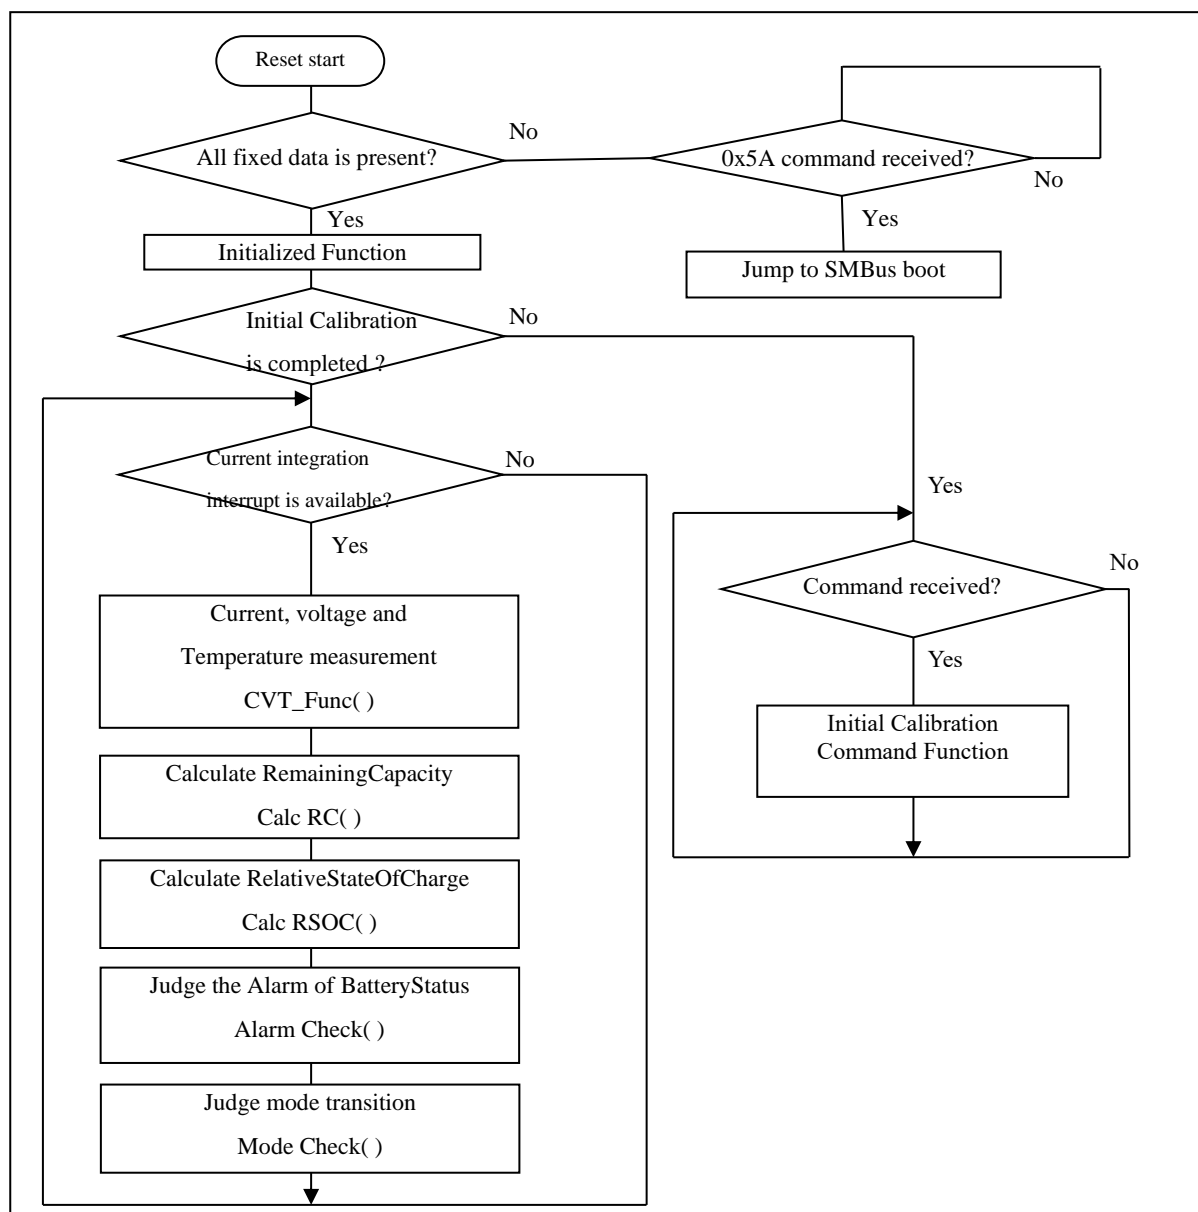 Reset start
No
All fixed data is present?
0x5A command received?
No
Yes
Yes
Initialized Function
Jump to SMBus boot
Initial Calibration
is completed ?
No
Current integration
interrupt is available?
No
Yes
Yes
Command received?
No
Yes
Current, voltage and
Temperature measurement
CVT_Func( )
Initial Calibration
Command Function
Calculate RemainingCapacity
Calc RC( )
Calculate RelativeStateOfCharge
Calc RSOC( )
Judge the Alarm of BatteryStatus
Alarm Check( )
Judge mode transition
Mode Check( )